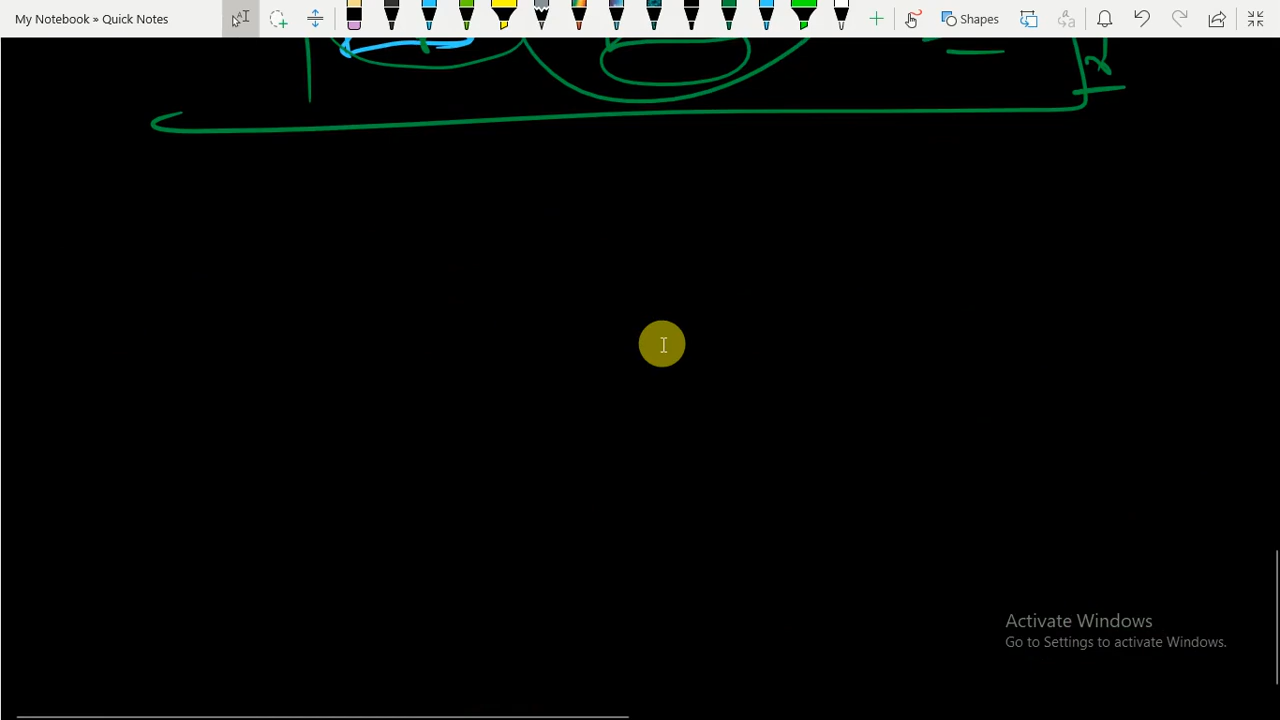 My Notebook » Quick Notes
Shapes
Activate Windows
Go to Settings to activate Windows.